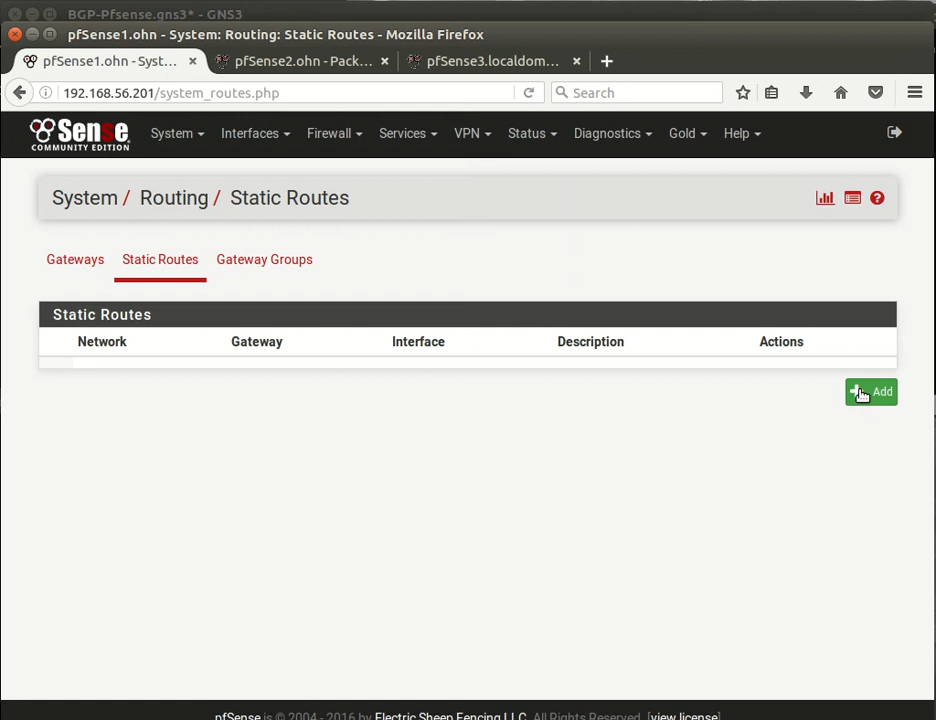 BGP-Pfsense.gns3* - GNS3
pfSense1.ohn - System: Routing: Static Routes - Mozilla Firefox
pfSense1.ohn - Syst... × pfSense2.ohn - Pack... × pfSense3.localdom... × +
192.168.56.201/system_routes.php Search
Sense System Interfaces Firewall Services VPN Status Diagnostics Gold Help
COMMUNITY EDITION
System / Routing / Static Routes
Gateways Static Routes Gateway Groups
Static Routes
Network Gateway Interface Description Actions
Add
pfSense is © 2004 - 2016 by Electric Sheep Fencing LLC. All Rights Reserved. [view license]